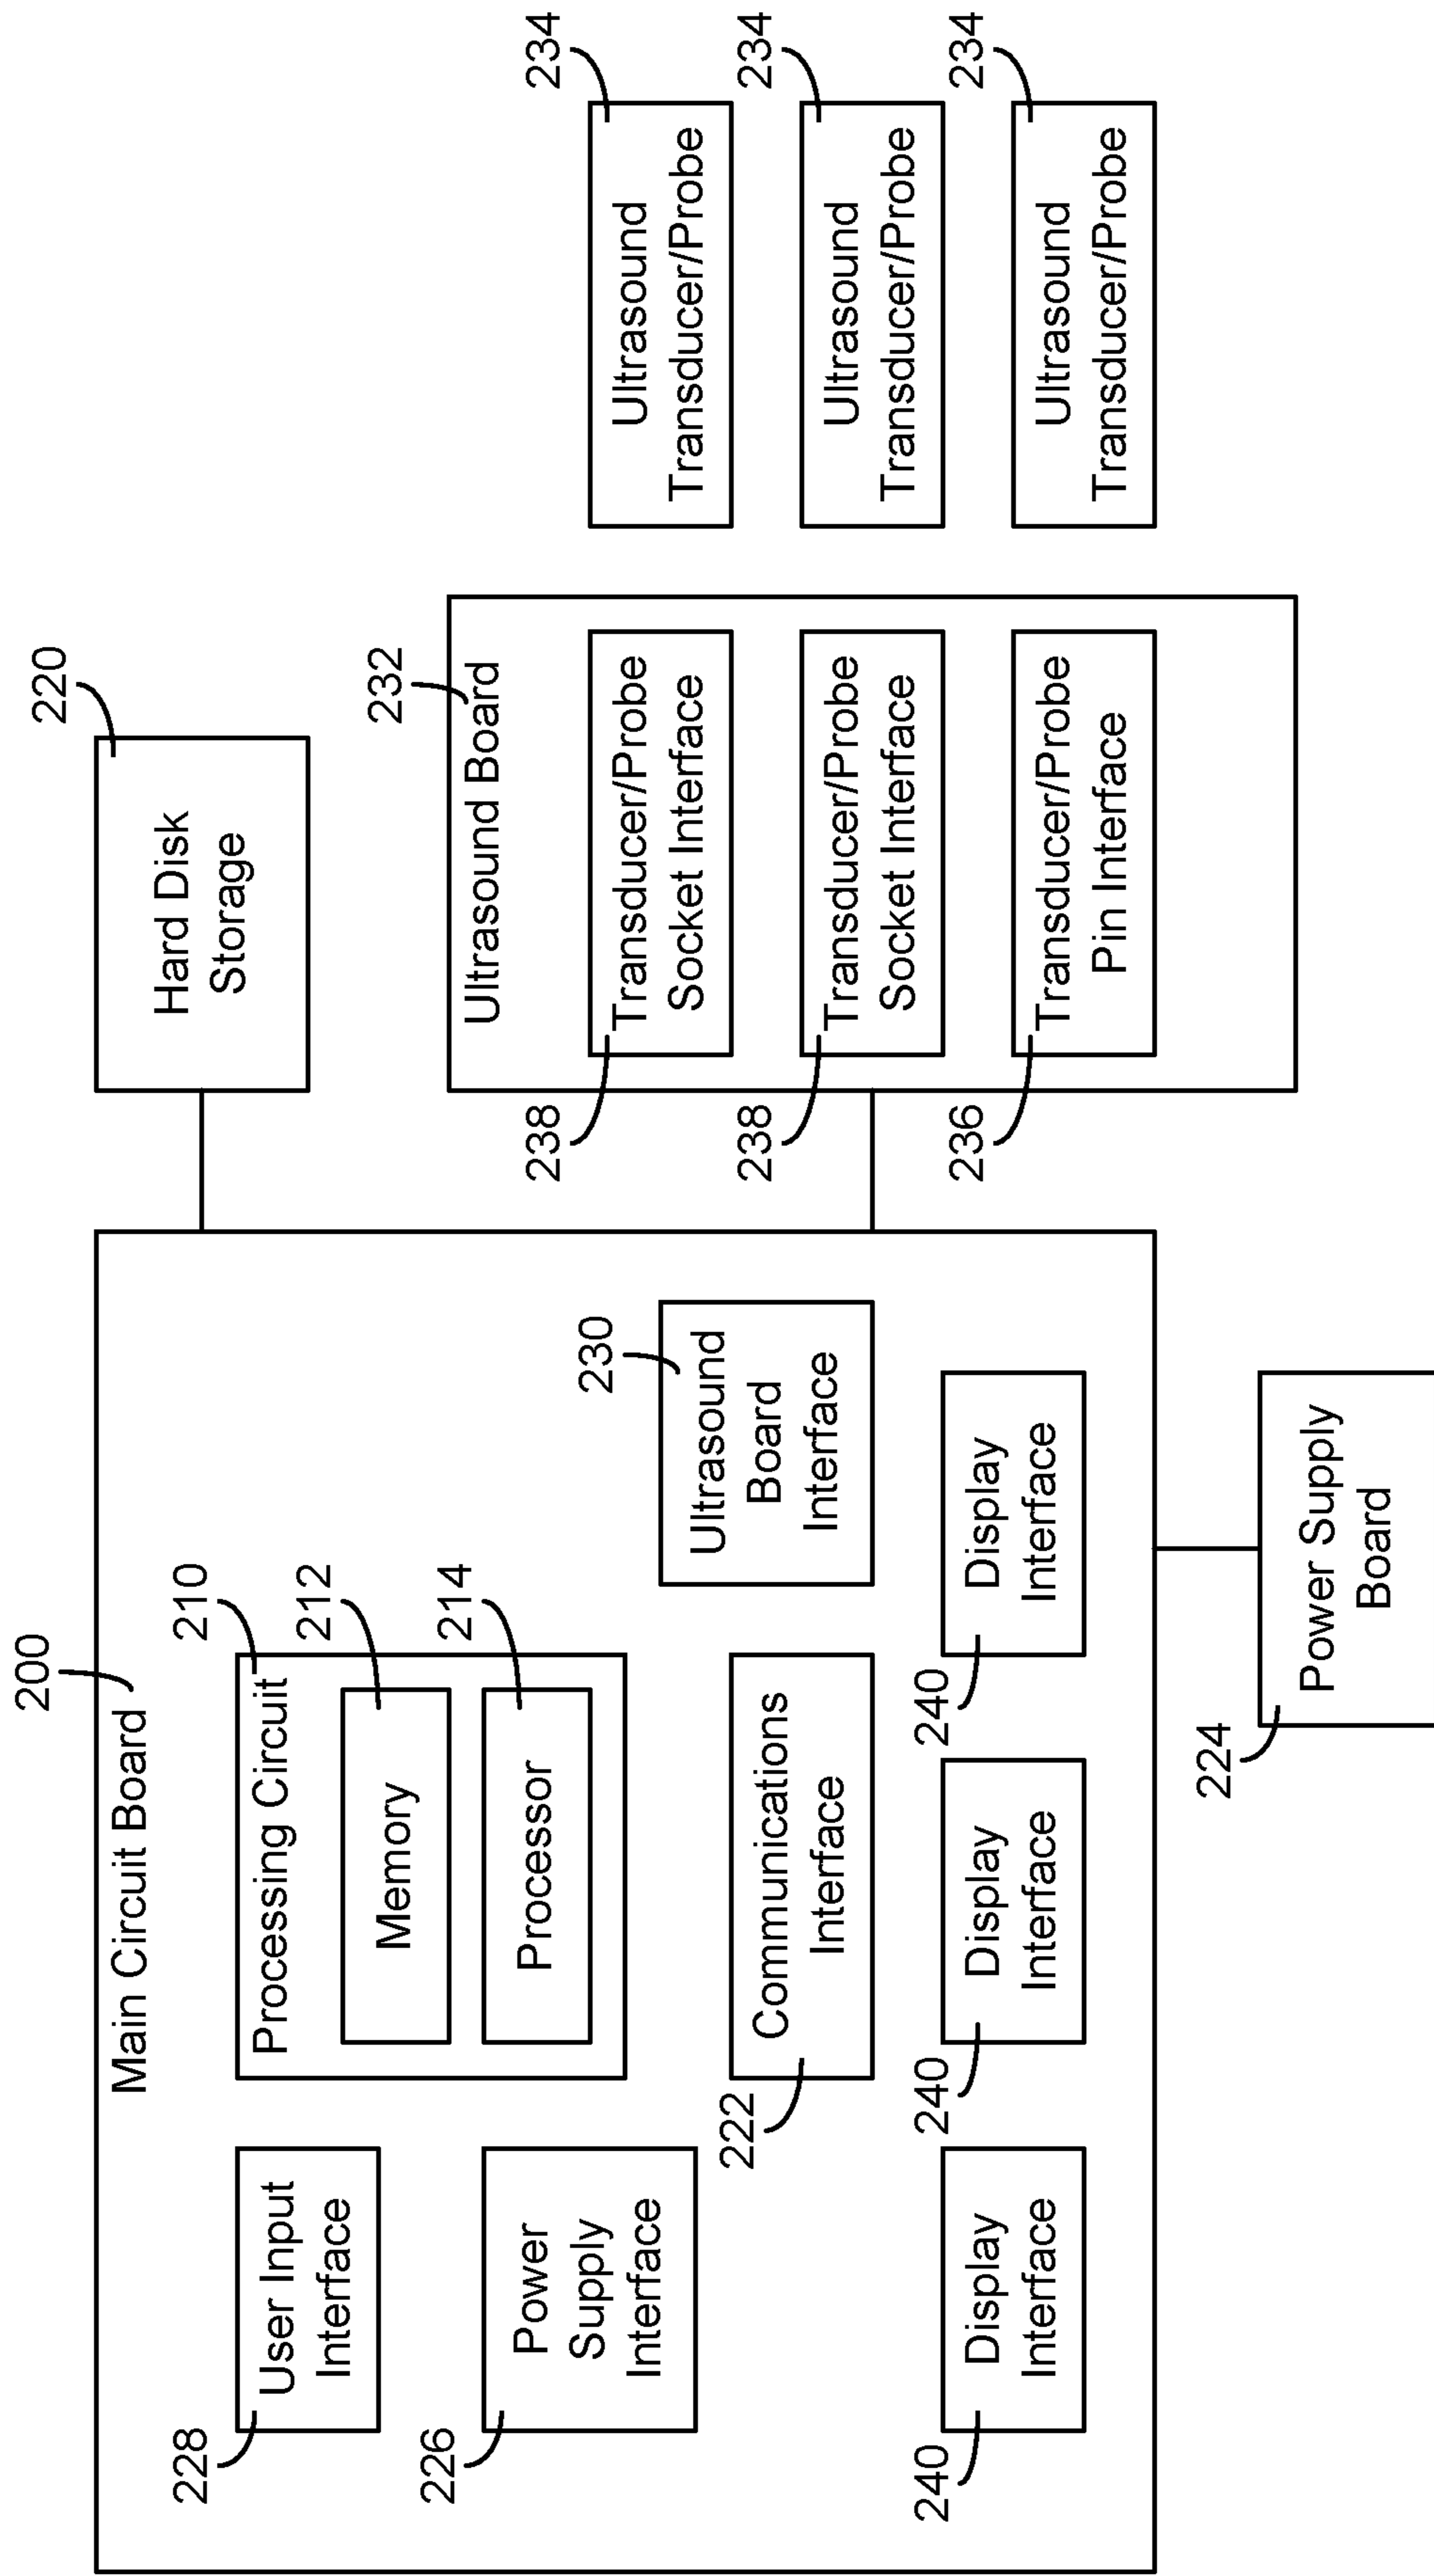 200
Main Circuit Board
228
User Input
Interface
226
Power
Supply
Interface
210
Processing Circuit
212
Memory
214
Processor
222
Communications
Interface
230
Ultrasound
Board
Interface
240
Display
Interface
240
Display
Interface
240
Display
Interface
224
Power Supply
Board
220
Hard Disk
Storage
232
Ultrasound Board
238
Transducer/Probe
Socket Interface
238
Transducer/Probe
Socket Interface
236
Transducer/Probe
Pin Interface
234
Ultrasound
Transducer/Probe
234
Ultrasound
Transducer/Probe
234
Ultrasound
Transducer/Probe